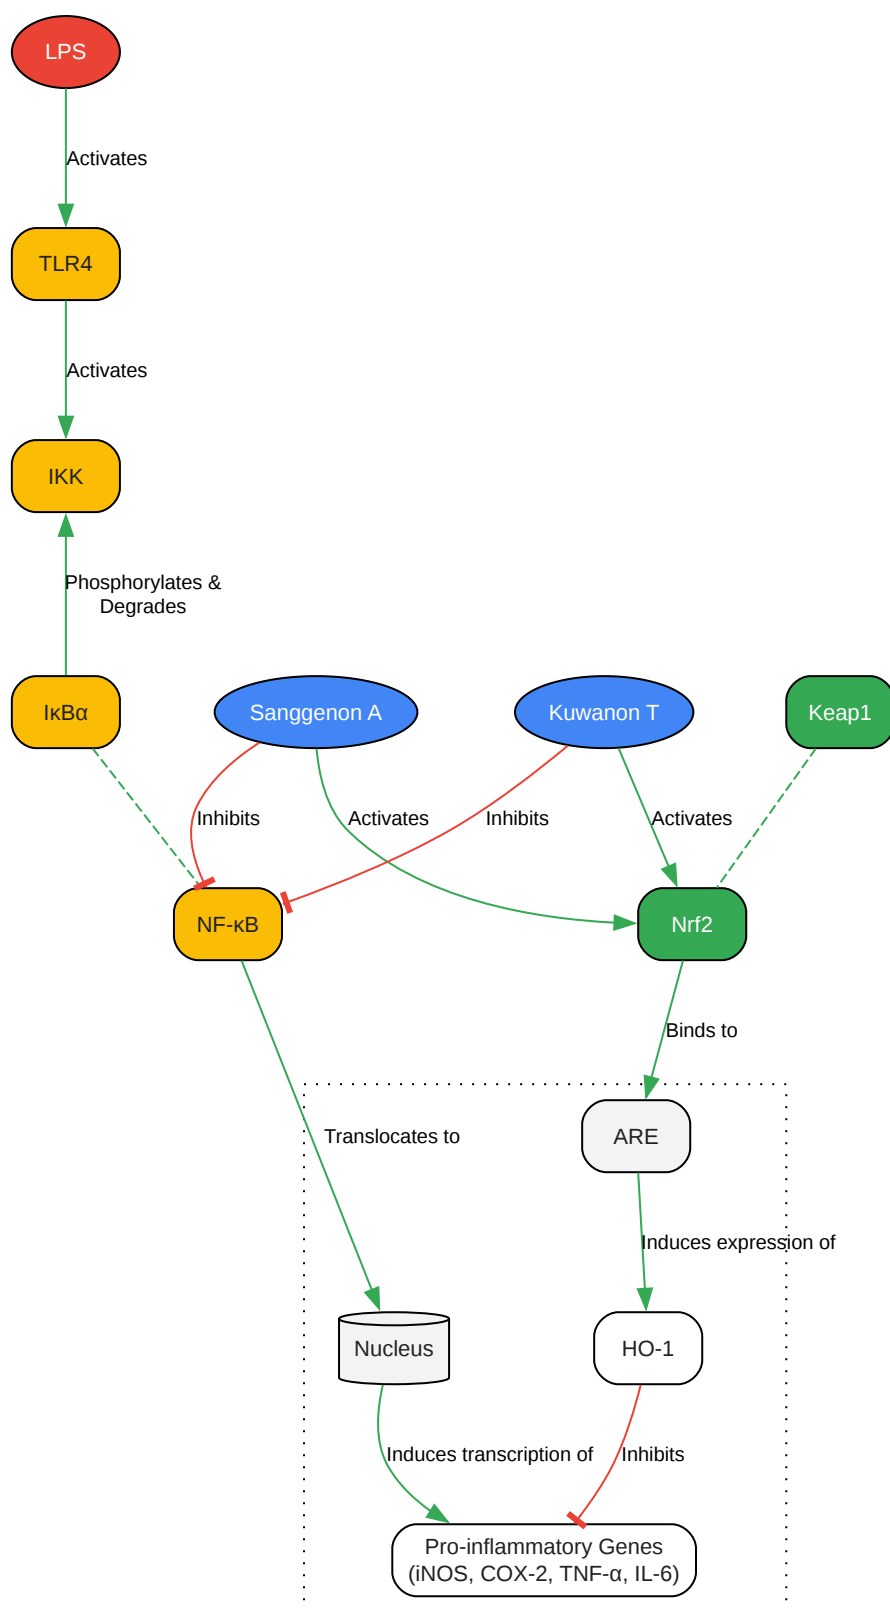 LPS
Activates
TLR4
Activates
IKK
Phosphorylates &
Degrades
IκBα
Sanggenon A
Kuwanon T
Keap1
Inhibits
Activates
Inhibits
Activates
NF-κB
Nrf2
Binds to
Translocates to
ARE
Induces expression of
Nucleus
HO-1
Induces transcription of
Inhibits
Pro-inflammatory Genes
(iNOS, COX-2, TNF-α, IL-6)